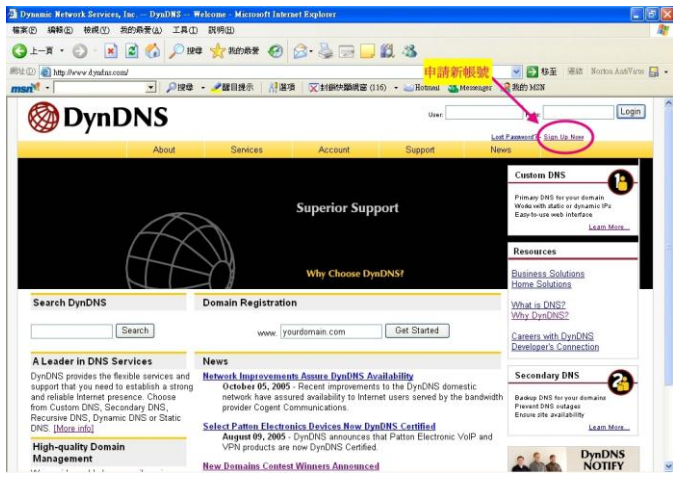 Dynamic Network Services, Inc. -- DynDNS -- Welcome - Microsoft Internet Explorer
檔案(F) 編輯(E) 檢視(V) 我的最愛(A) 工具(T) 說明(H)
上一頁 搜尋 我的最愛
申請新帳號
網址(D) http://www.dyndns.com/ 移至 連結 Norton AntiVirus
msn 搜尋 醒目提示 選項 封鎖快顯視窗 (116) Hotmail Messenger 我的 MSN
DynDNS
User: Login
Lost Password? - Sign Up Now
About Services Account Support News
Superior Support
Why Choose DynDNS?
Custom DNS
1
Primary DNS for your domain
Works with static or dynamic IPs
Easy-to-use web interface
Learn More...
Resources
Business Solutions
Home Solutions
What is DNS?
Why DynDNS?
Careers with DynDNS
Developer's Connection
Search DynDNS
Search
Domain Registration
www. yourdomain.com Get Started
A Leader in DNS Services
DynDNS provides the flexible services and
support that you need to establish a strong
and reliable Internet presence. Choose
from Custom DNS, Secondary DNS,
Recursive DNS, Dynamic DNS or Static
DNS. [More info]
High-quality Domain
Management
News
Network Improvements Assure DynDNS Availability
October 05, 2005 - Recent improvements to the DynDNS domestic
network have assured availability to Internet users served by the bandwidth
provider Cogent Communications.
Select Patton Electronics Devices Now DynDNS Certified
August 09, 2005 - DynDNS announces that Patton Electronic VoIP and
VPN products are now DynDNS Certified.
New Domains Contest Winners Announced
Secondary DNS
2
Backup DNS for your domains
Prevent DNS outages
Ensure site availability
Learn More...
DynDNS
NOTIFY